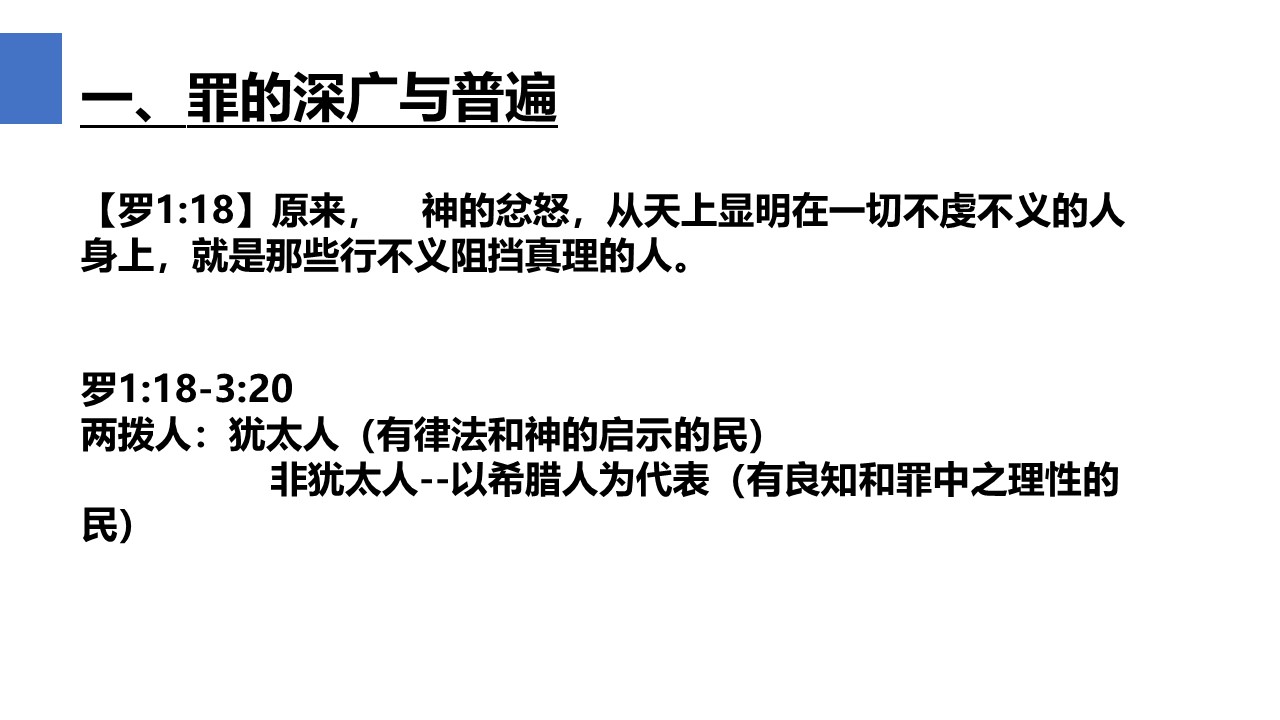 一、罪的深广与普遍
【罗1:18】原来，　神的忿怒，从天上显明在一切不虔不义的人
身上，就是那些行不义阻挡真理的人。
罗1:18-3:20
两拨人：犹太人（有律法和神的启示的民）
非犹太人--以希腊人为代表（有良知和罪中之理性的
民）